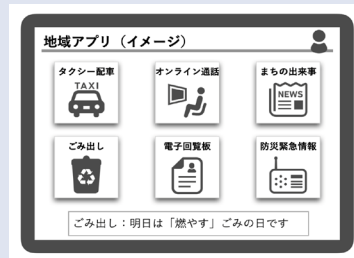 地域アプリ（イメージ）
タクシー配車
TAXI
オンライン通話
まちの出来事
NEWS
ごみ出し
電子回覧板
防災緊急情報
ごみ出し：明日は「燃やす」ごみの日です